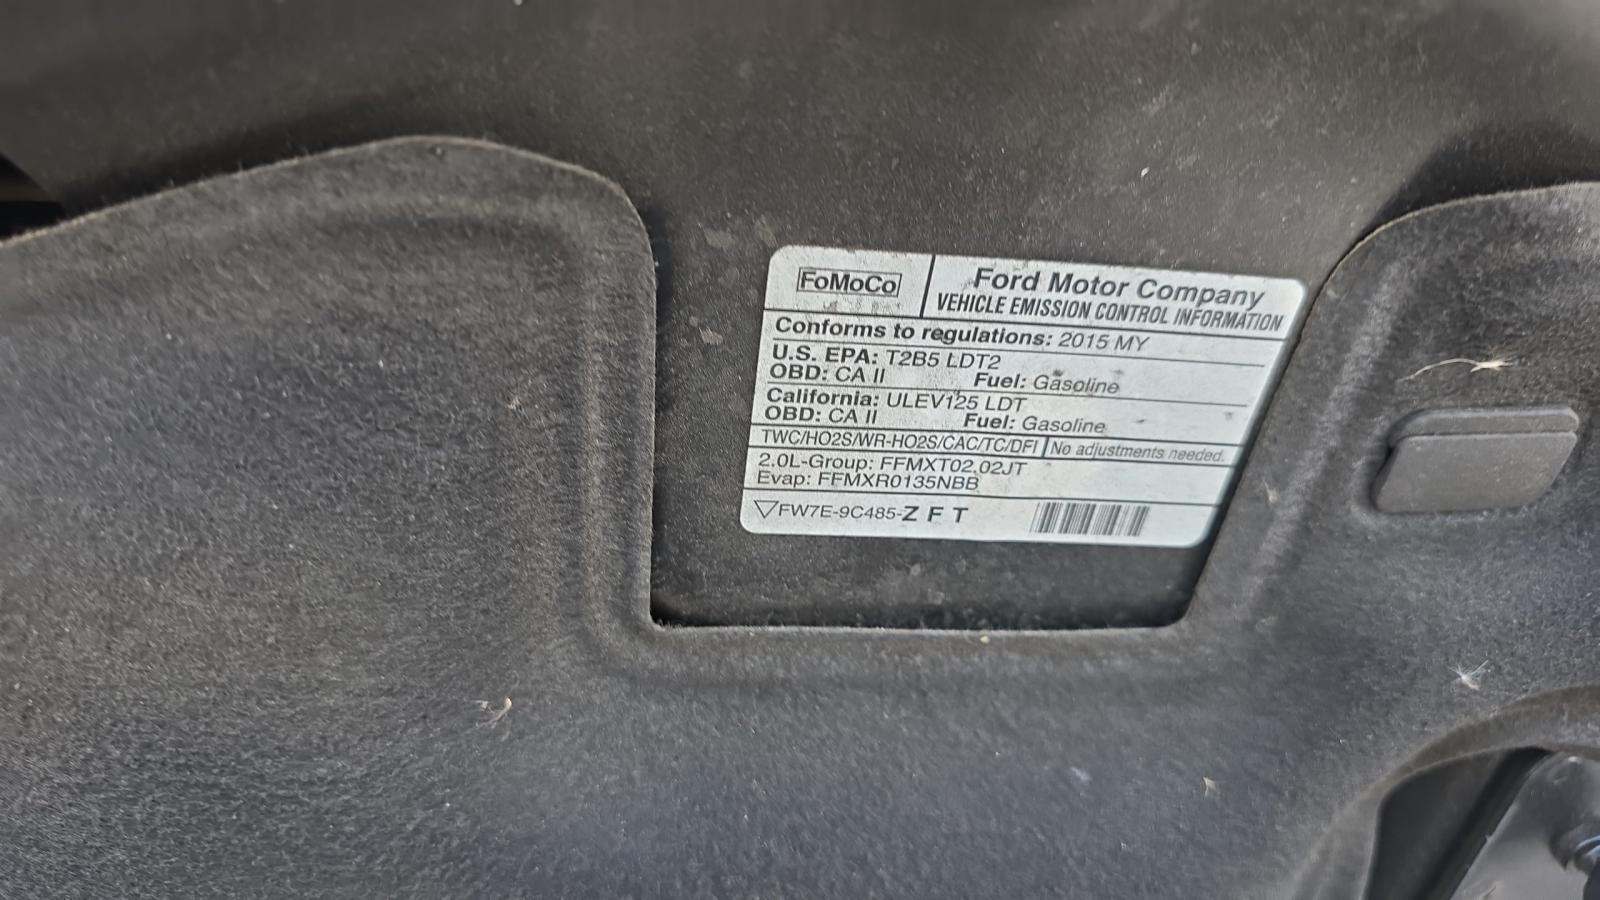 FoMoCo
Ford Motor Company
VEHICLE EMISSION CONTROL INFORMATION
Conforms to regulations: 2015 MY
U.S. EPA: T2B5 LDT2
OBD: CA II Fuel: Gasoline
California: ULEV125 LDT
OBD: CA II Fuel: Gasoline
TWC/HO2S/WR-HO2S/CAC/TC/DFI No adjustments needed.
2.0L-Group: FFMXT02.02JT
Evap: FFMXR0135NBB
FW7E-9C485-Z F T